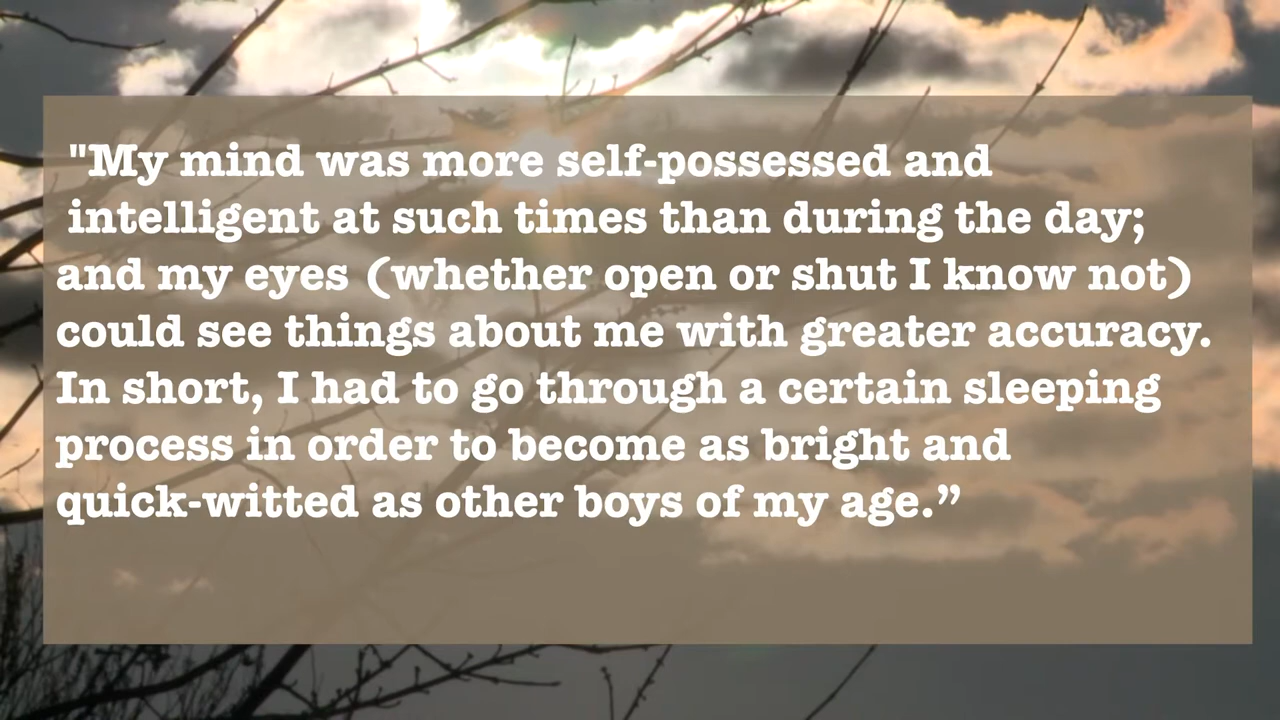 "My mind was more self-possessed and
intelligent at such times than during the day;
and my eyes (whether open or shut I know not)
could see things about me with greater accuracy.
In short, I had to go through a certain sleeping
process in order to become as bright and
quick-witted as other boys of my age.”